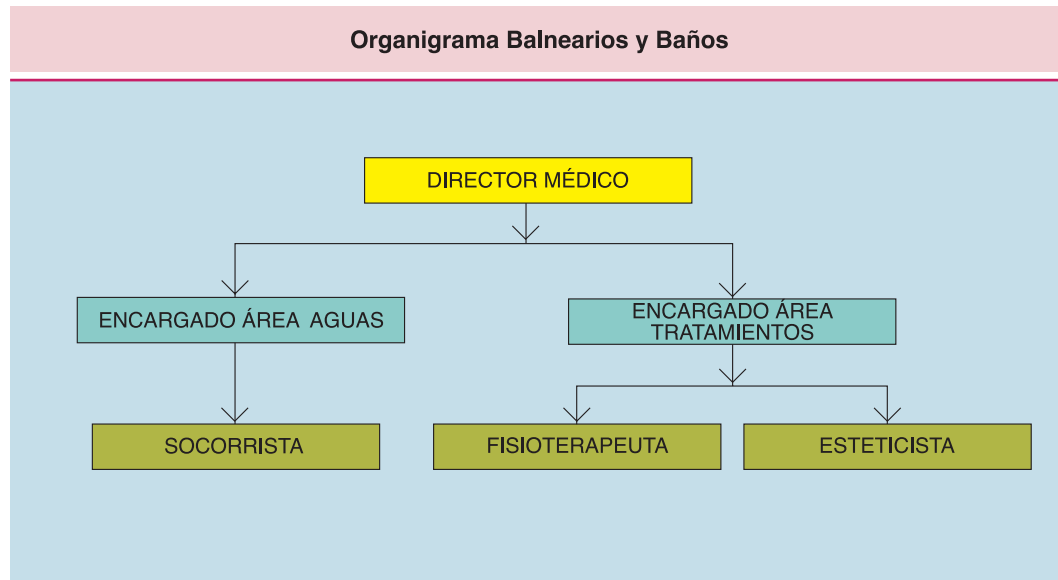 Organigrama Balnearios y Baños
DIRECTOR MÉDICO
ENCARGADO ÁREA AGUAS
ENCARGADO ÁREA
TRATAMIENTOS
SOCORRISTA
FISIOTERAPEUTA
ESTETICISTA